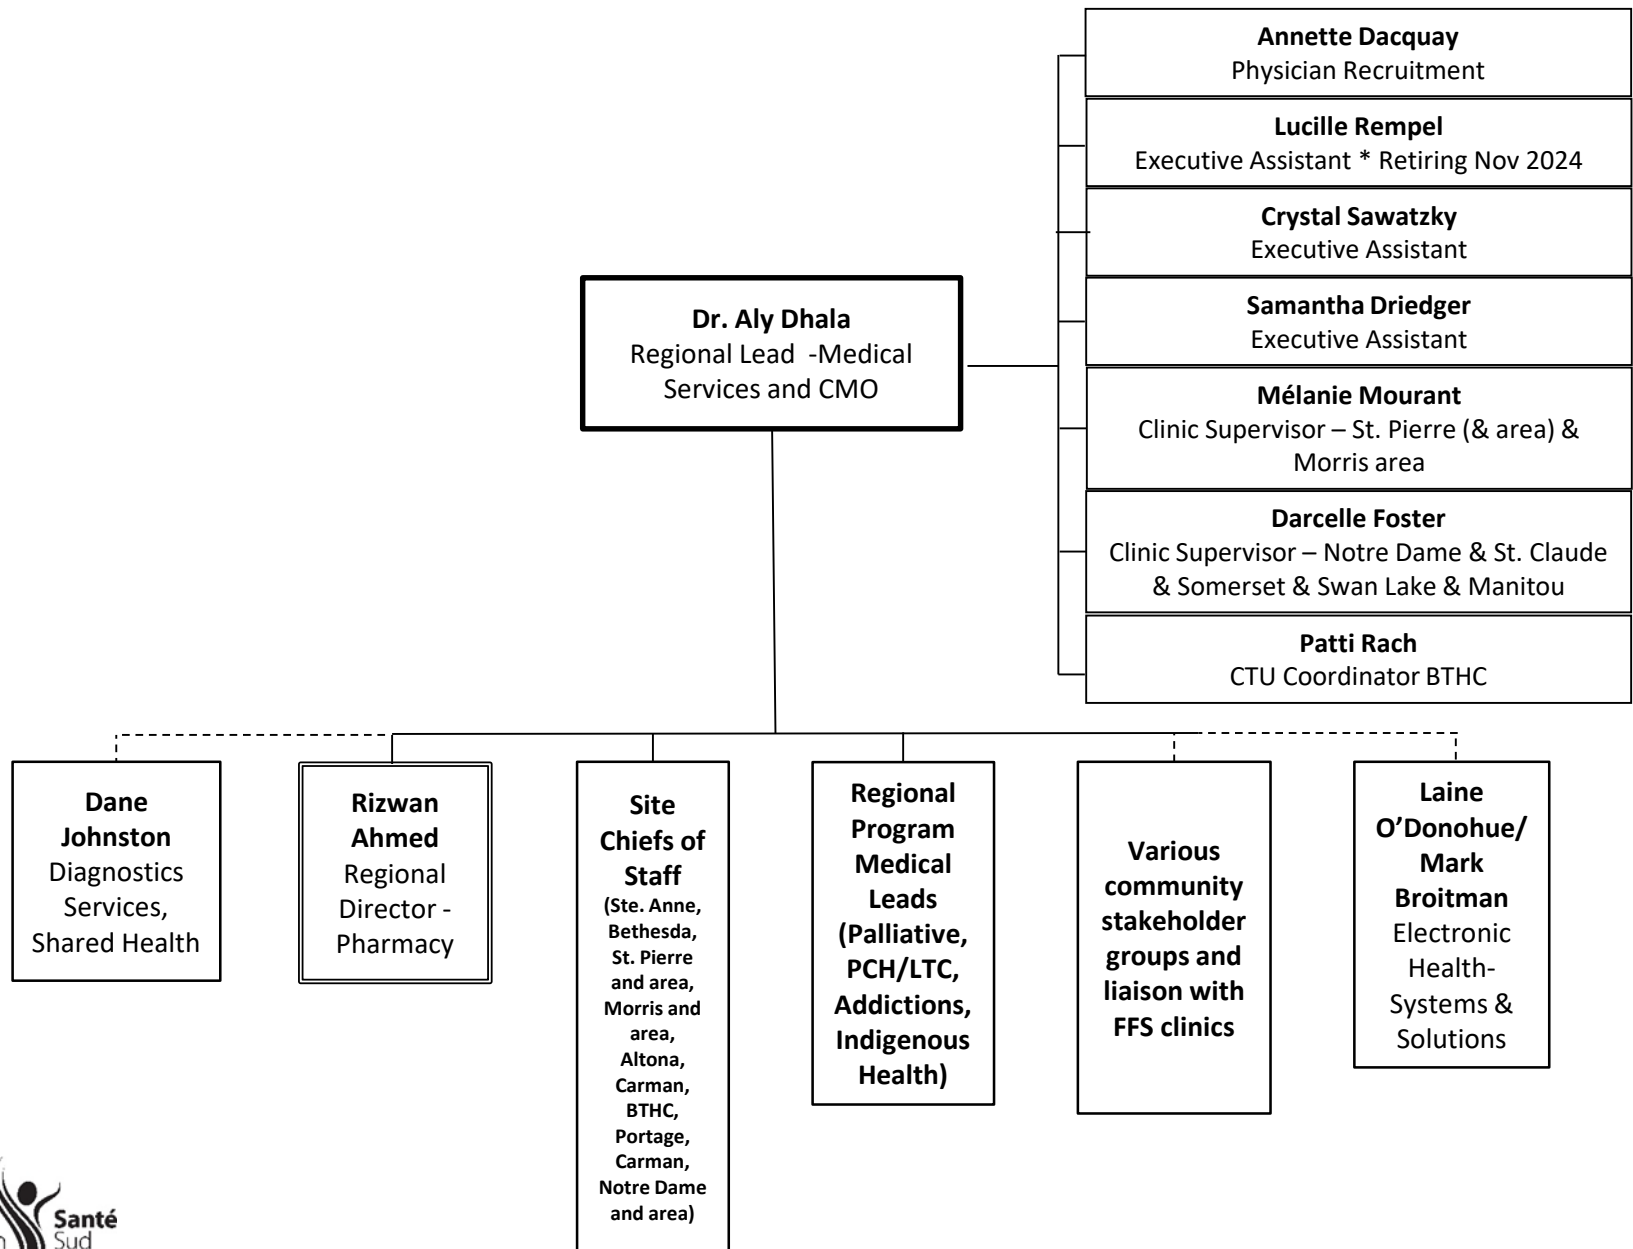 Annette Dacquay
Physician Recruitment
Lucille Rempel
Executive Assistant * Retiring Nov 2024
Crystal Sawatzky
Executive Assistant
Samantha Driedger
Executive Assistant
Mélanie Mourant
Clinic Supervisor – St. Pierre (& area) &
Morris area
Darcelle Foster
Clinic Supervisor – Notre Dame & St. Claude
& Somerset & Swan Lake & Manitou
Patti Rach
CTU Coordinator BTHC
Dr. Aly Dhala
Regional Lead -Medical
Services and CMO
Dane
Johnston
Diagnostics
Services,
Shared Health
Rizwan
Ahmed
Regional
Director -
Pharmacy
Site
Chiefs of
Staff
(Ste. Anne,
Bethesda,
St. Pierre
and area,
Morris and
area,
Altona,
Carman,
BTHC,
Portage,
Carman,
Notre Dame
and area)
Regional
Program
Medical
Leads
(Palliative,
PCH/LTC,
Addictions,
Indigenous
Health)
Various
community
stakeholder
groups and
liaison with
FFS clinics
Laine
O’Donohue/
Mark
Broitman
Electronic
Health-
Systems &
Solutions
Santé
Sud